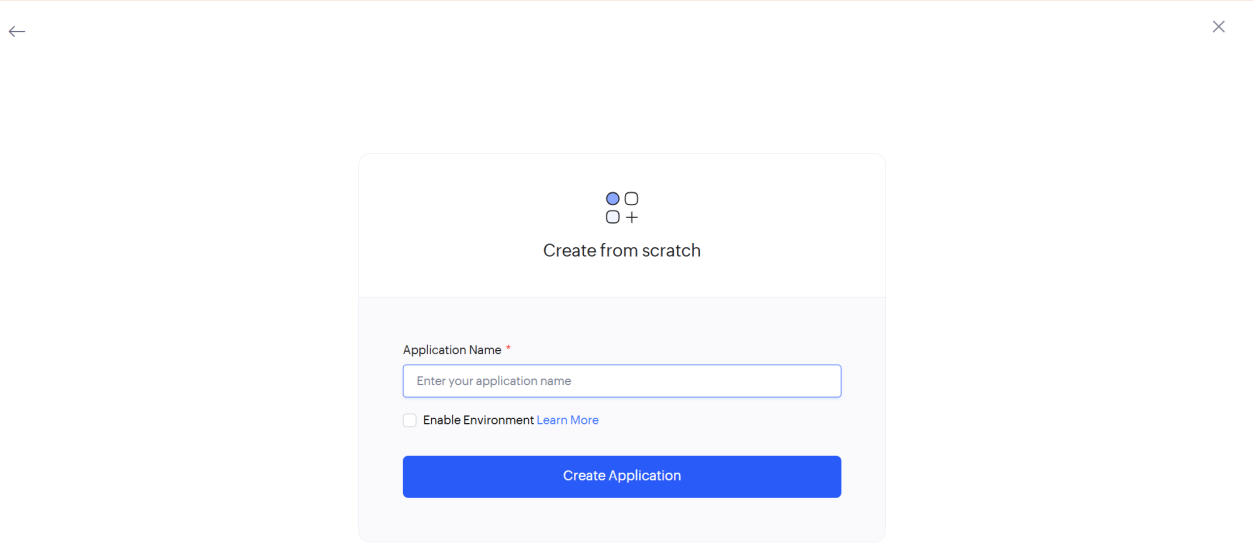 Create from scratch
Application Name *
Enter your application name
Enable Environment Learn More
Create Application